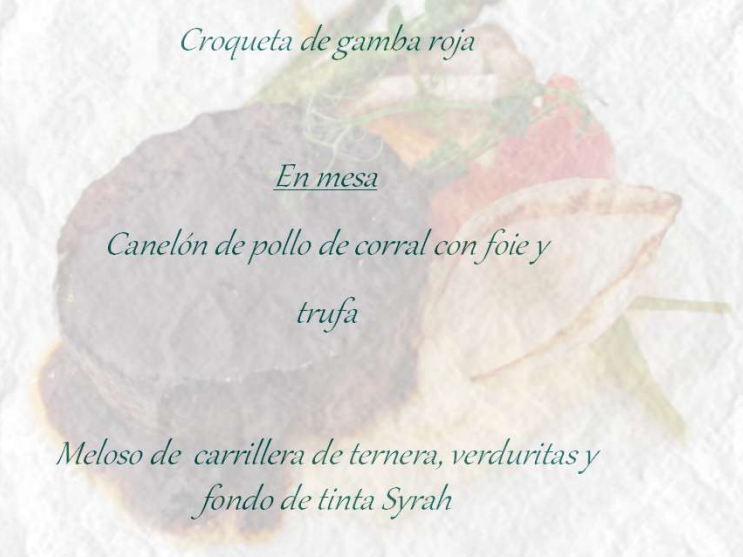 Croqueta de gamba roja
En mesa
Canelón de pollo de corral con foie y
trufa
Meloso de carrillera de ternera, verduritas y
fondo de tinta Syrah